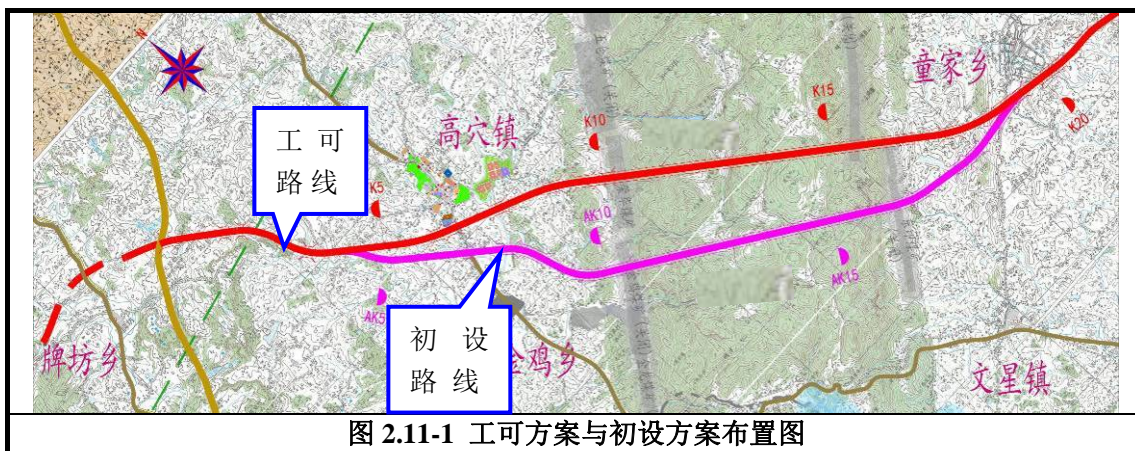 童家乡
K15
K20
K10
高穴镇
工 可
路 线
K5
AK10
AK15
AK5
初 设
路 线
牌坊乡
金鸡乡
文星镇
图 2.11-1 工可方案与初设方案布置图